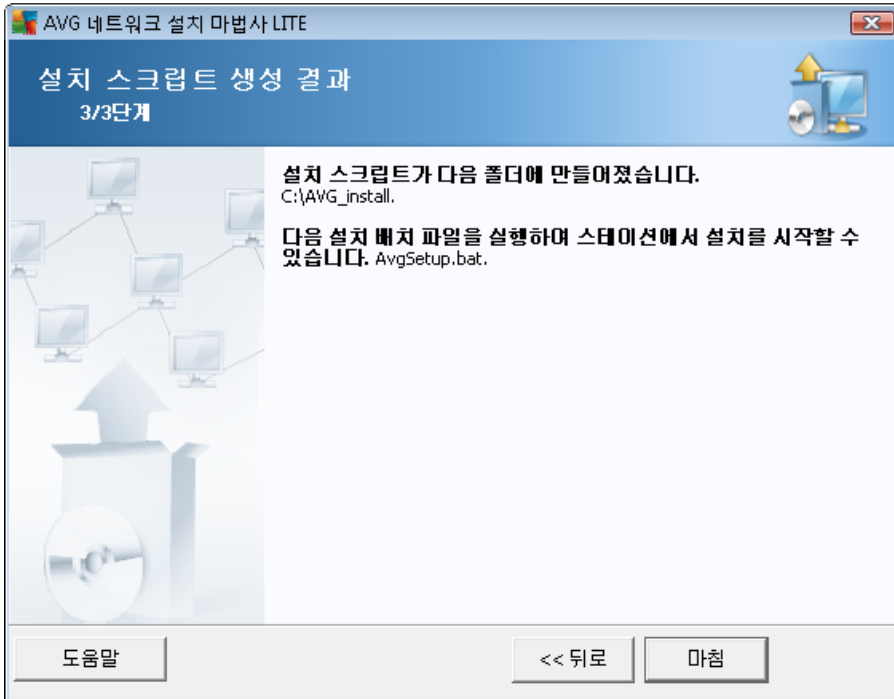 AVG 네트워크 설치 마법사 LITE
설치 스크립트 생성 결과
3/3단계
설치 스크립트가 다음 폴더에 만들어졌습니다.
C:\AVG_install.
다음 설치 배치 파일을 실행하여 스테이션에서 설치를 시작할 수
있습니다. AvgSetup.bat.
도움말
<< 뒤로
마침